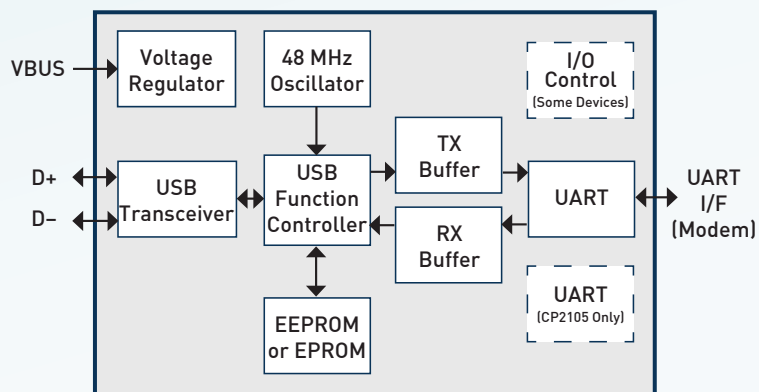 VBUS
Voltage
Regulator
48 MHz
Oscillator
I/O
Control
(Some Devices)
D+
D–
USB
Transceiver
USB
Function
Controller
TX
Buffer
RX
Buffer
UART
UART
I/F
(Modem)
EEPROM
or EPROM
UART
(CP2105 Only)